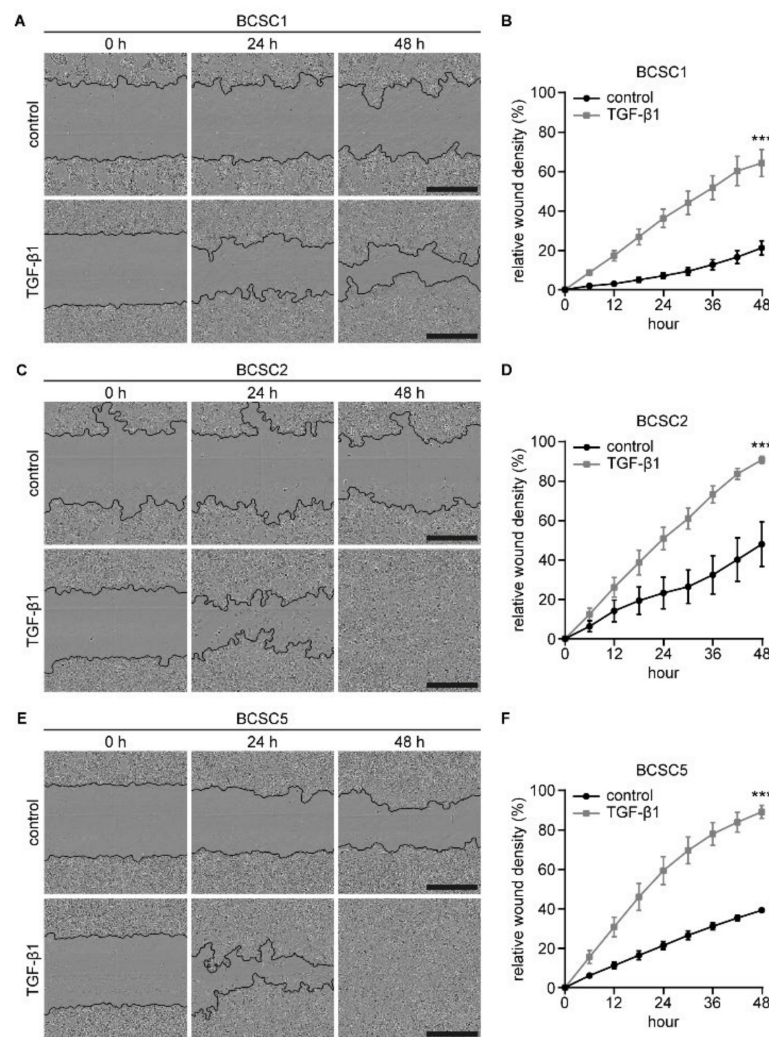 A
BCSC1
0 h 24 h 48 h
control
TGF-β1
B
BCSC1
control
TGF-β1
***
relative wound density (%)
100
80
60
40
20
0
0 12 24 36 48
hour
C
BCSC2
0 h 24 h 48 h
control
TGF-β1
D
BCSC2
control
TGF-β1
***
relative wound density (%)
100
80
60
40
20
0
0 12 24 36 48
hour
E
BCSC5
0 h 24 h 48 h
control
TGF-β1
F
BCSC5
control
TGF-β1
***
relative wound density (%)
100
80
60
40
20
0
0 12 24 36 48
hour